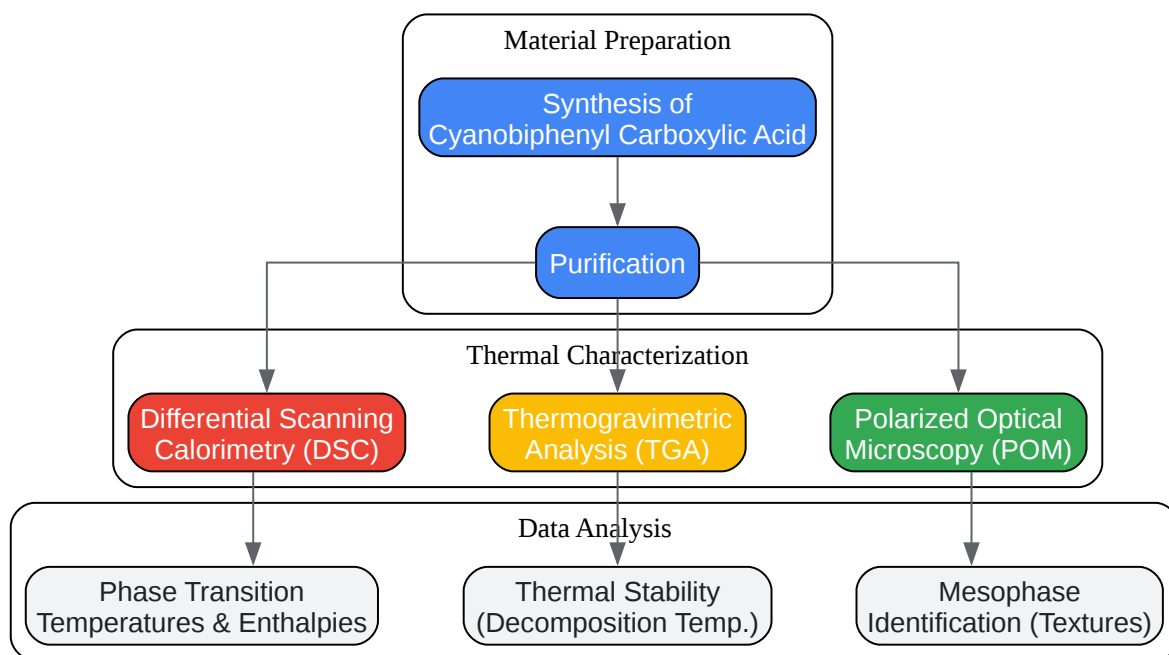 Material Preparation
Synthesis of
Cyanobiphenyl Carboxylic Acid
Purification
Thermal Characterization
Differential Scanning
Calorimetry (DSC)
Thermogravimetric
Analysis (TGA)
Polarized Optical
Microscopy (POM)
Data Analysis
Phase Transition
Temperatures & Enthalpies
Thermal Stability
(Decomposition Temp.)
Mesophase
Identification (Textures)